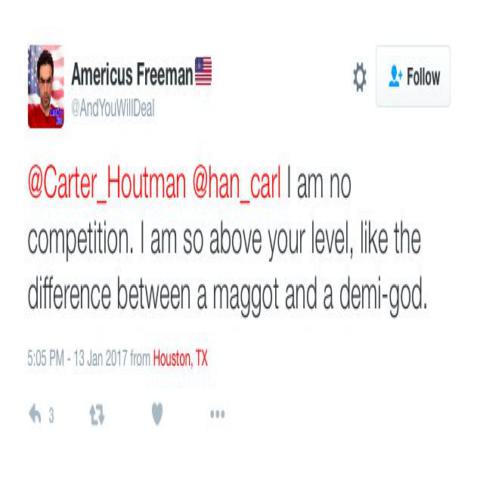 Americus Freeman🇺🇸
@AndYouWillDeal
Follow
@Carter_Houtman @han_carl I am no
competition. I am so above your level, like the
difference between a maggot and a demi-god.
5:05 PM - 13 Jan 2017 from Houston, TX
3